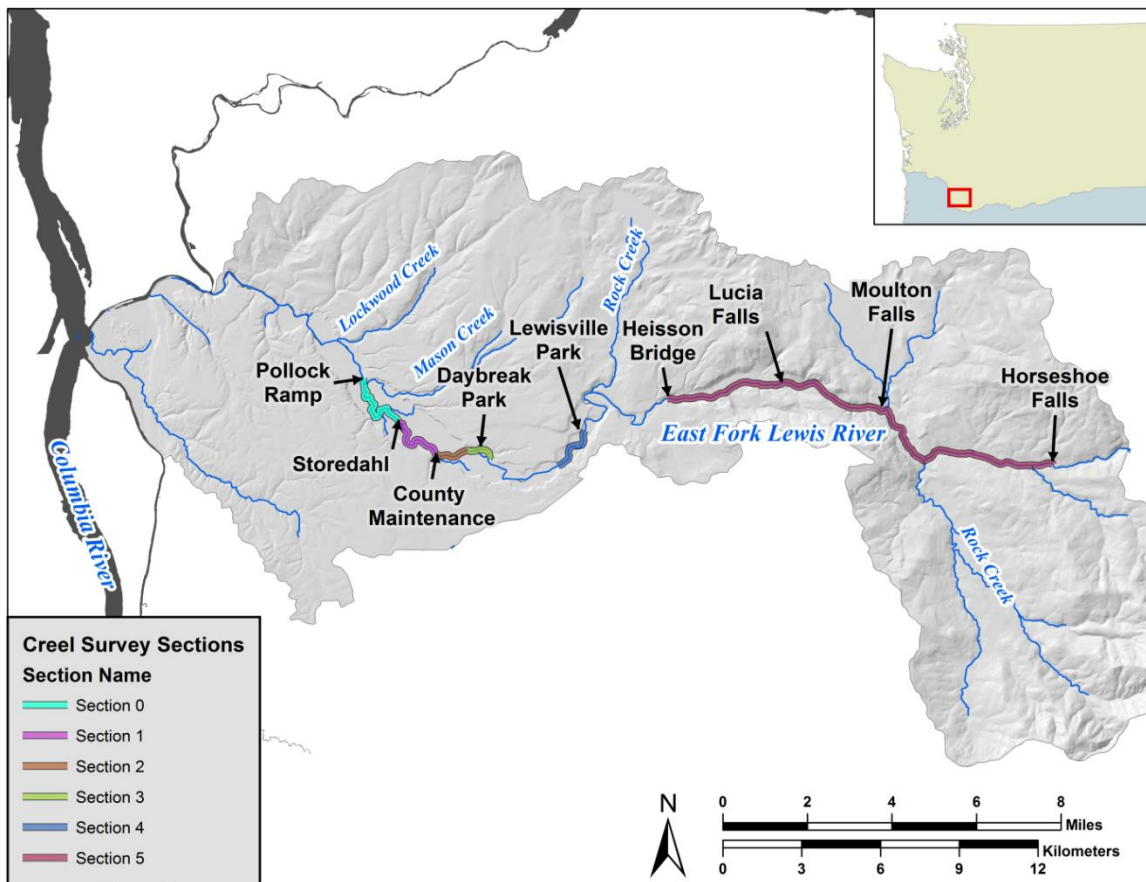 Lockwood Creek
Mason Creek
Rock Creek
Pollock
Ramp
Lewisville
Park
Heisson
Bridge
Lucia
Falls
Moulton
Falls
Daybreak
Park
Horseshoe
Falls
East Fork Lewis River
Storedahl
County
Maintenance
Columbia River
Rock Creek
Creel Survey Sections
Section Name
Section 0
Section 1
Section 2
Section 3
Section 4
Section 5
N
0 2 4 6 8
Miles
Kilometers
0 3 6 9 12